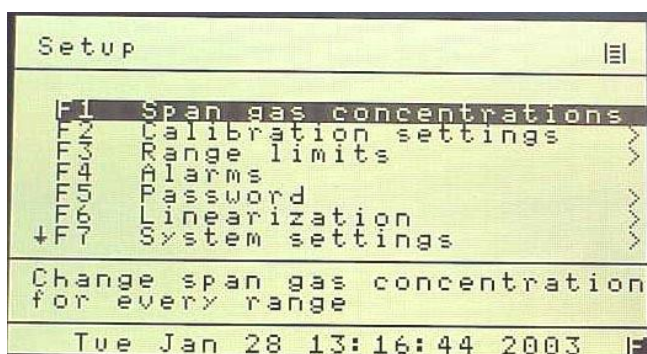 Setup
F1 Span gas concentrations
F2 Calibration settings >
F3 Range limits >
F4 Alarms
F5 Password >
F6 Linearization >
↓F7 System settings >
Change span gas concentration
for every range
Tue Jan 28 13:16:44 2003